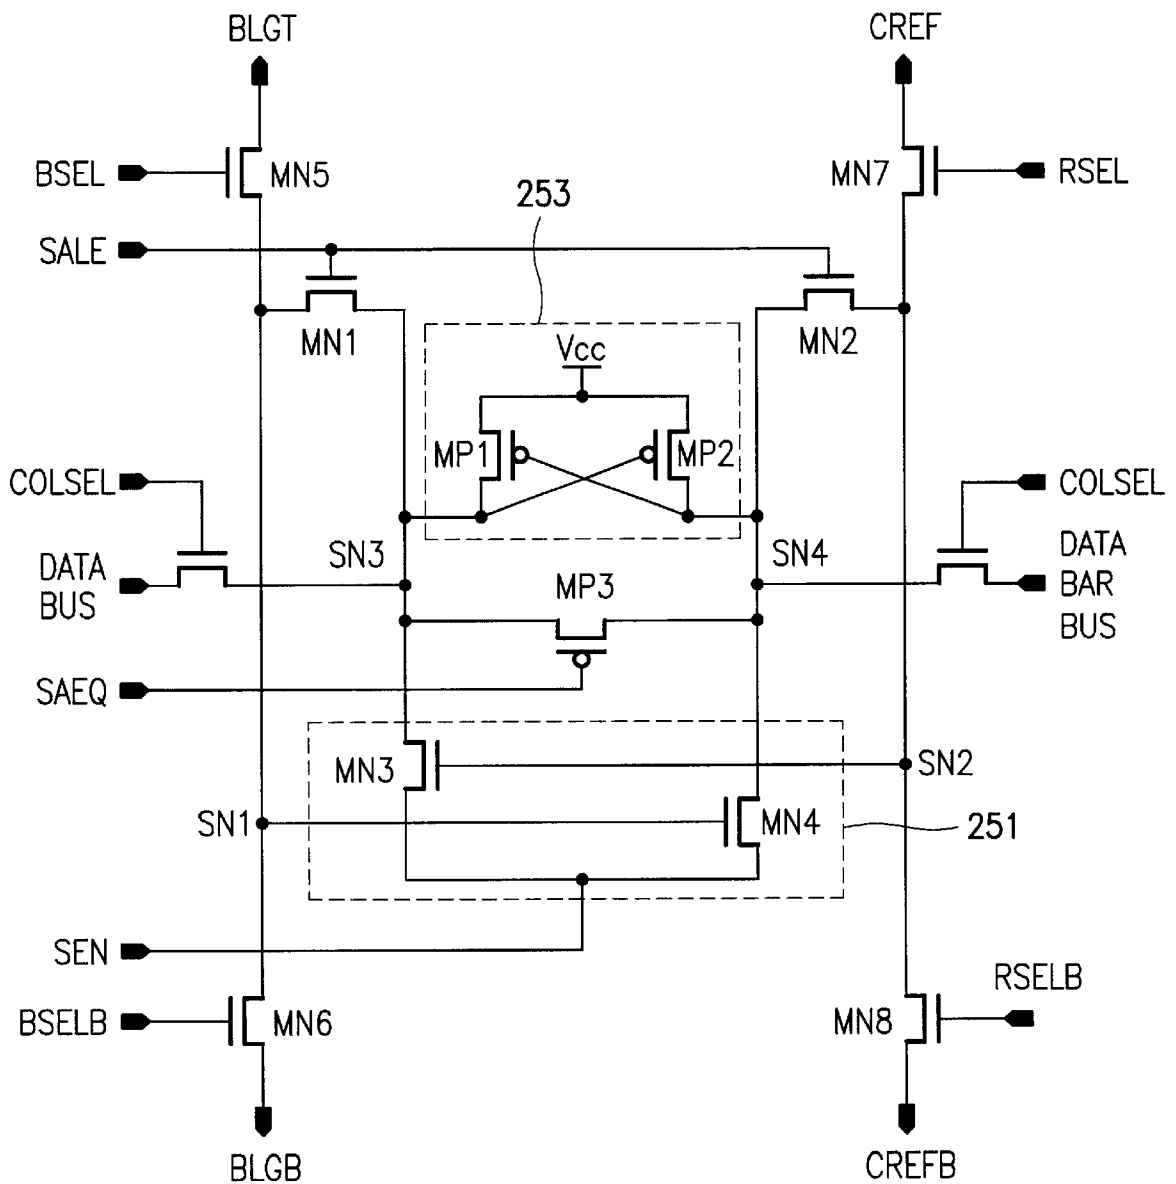 BLGT
CREF
BSEL
MN5
MN7
RSEL
253
SALE
MN1
Vcc
MN2
MP1
MP2
COLSEL
COLSEL
SN3
SN4
DATA
BUS
MP3
DATA
BAR
BUS
SAEQ
MN3
SN2
SN1
MN4
251
SEN
RSELB
BSELB
MN6
MN8
BLGB
CREFB